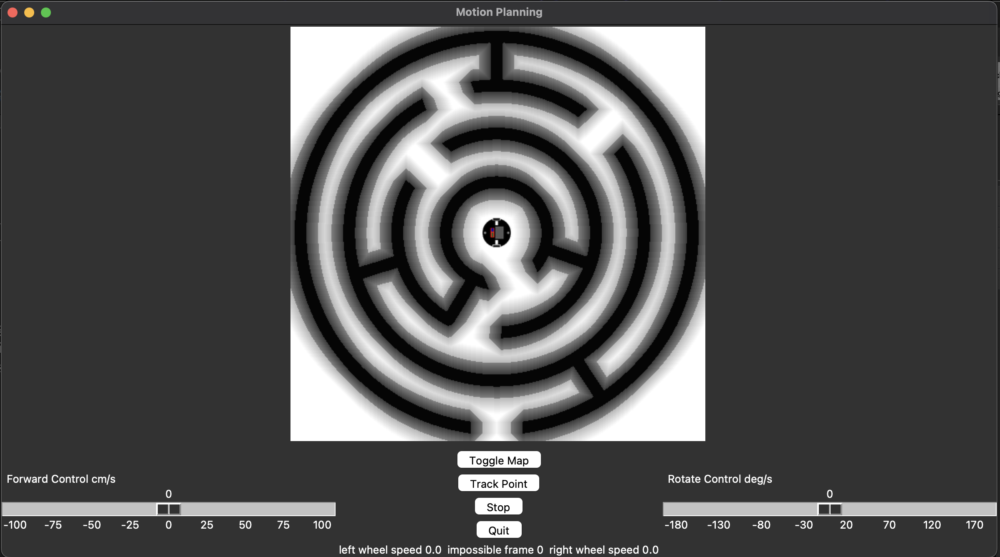 Motion Planning
Toggle Map
Track Point
Stop
Quit
Forward Control cm/s
0
-100 -75 -50 -25 0 25 50 75 100
Rotate Control deg/s
0
-180 -130 -80 -30 20 70 120 170
left wheel speed 0.0 impossible frame 0 right wheel speed 0.0